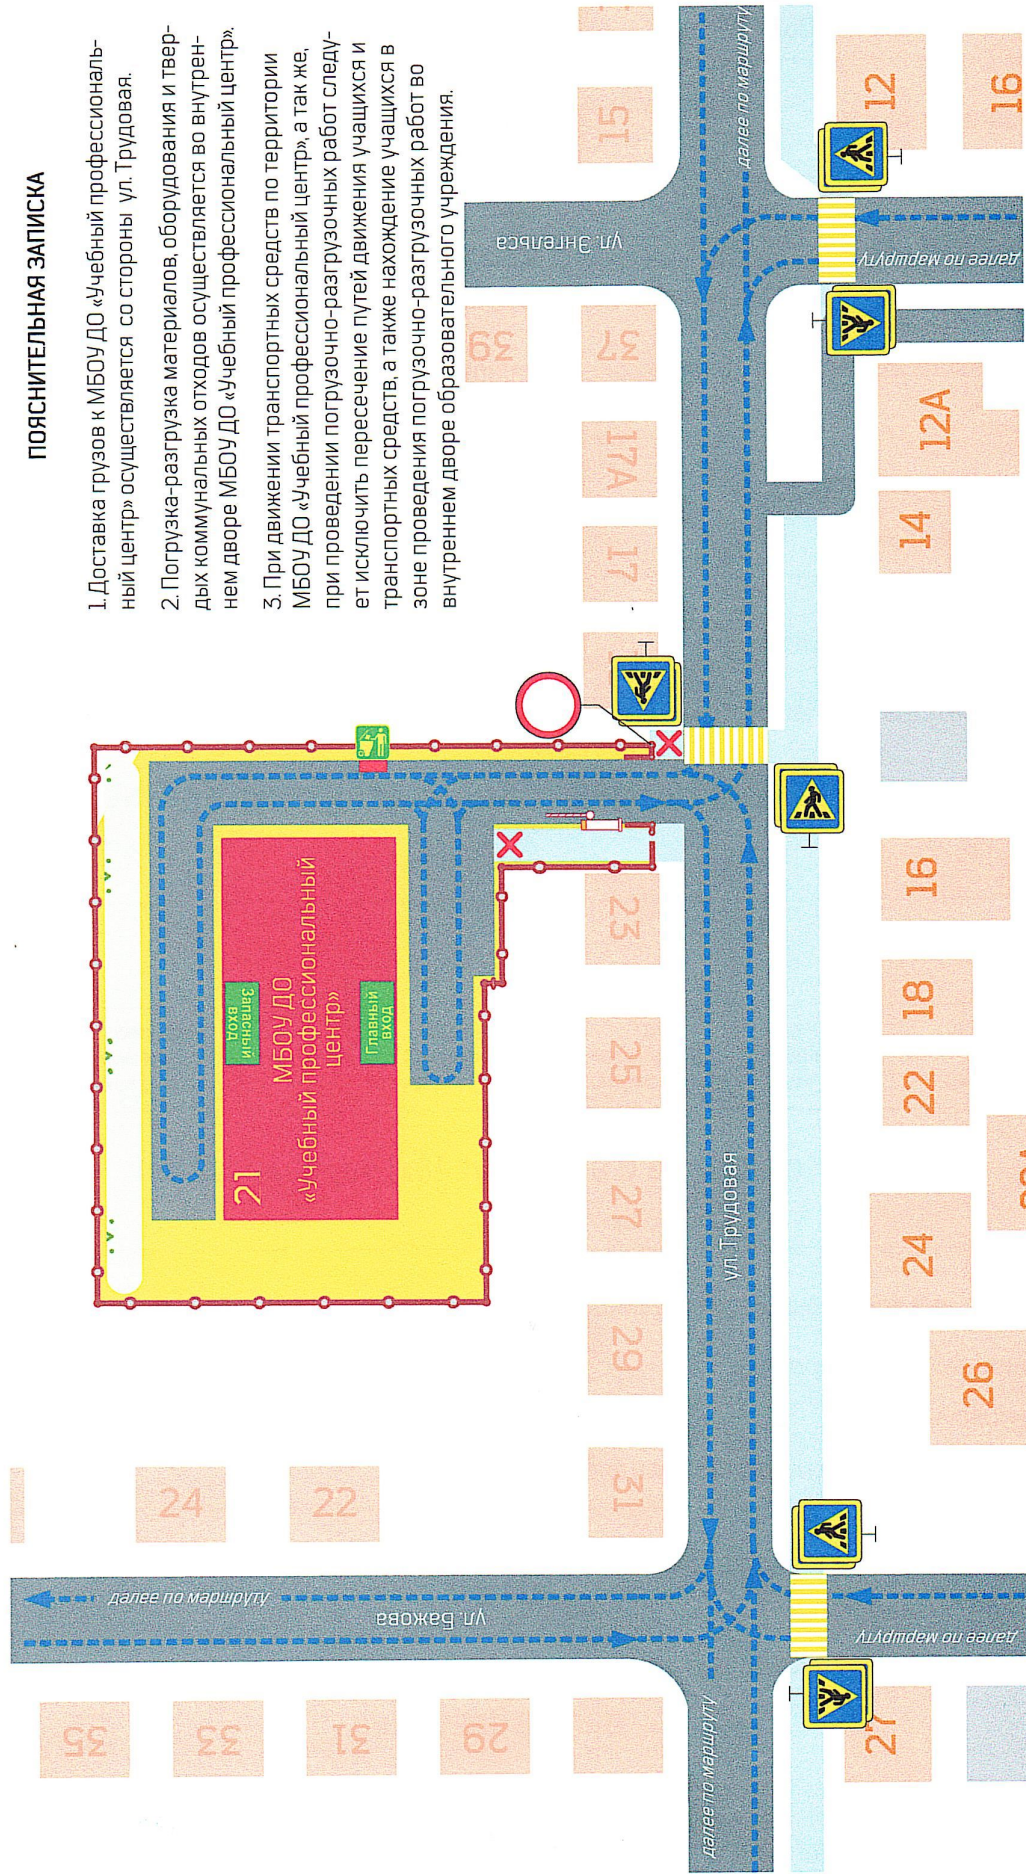 ПОЯСНИТЕЛЬНАЯ ЗАПИСКА
1. Доставка грузов к МБОУ ДО «Учебный профессиональ-
ный центр» осуществляется со стороны ул. Трудовая.
2. Погрузка-разгрузка материалов, оборудования и твер-
дых коммунальных отходов осуществляется во внутрен-
нем дворе МБОУ ДО «Учебный профессиональный центр».
3. При движении транспортных средств по территории
МБОУ ДО «Учебный профессиональный центр», а так же,
при проведении погрузочно-разгрузочных работ следу-
ет исключить пересечение путей движения учащихся и
транспортных средств, а также нахождение учащихся в
зоне проведения погрузочно-разгрузочных работ во
внутреннем дворе образовательного учреждения.
35
33
31
29
24
22
далее по маршруту
ул. Бажова
21
МБОУ ДО
«Учебный профессиональный
центр»
Запасный
вход
Главный
вход
31
29
27
25
23
17
17А
37
39
15
ул. Энгельса
далее по маршруту
ул. Трудовая
далее по маршруту
далее по маршруту
далее по маршруту
27
26
24
22
18
16
14
12А
12
16